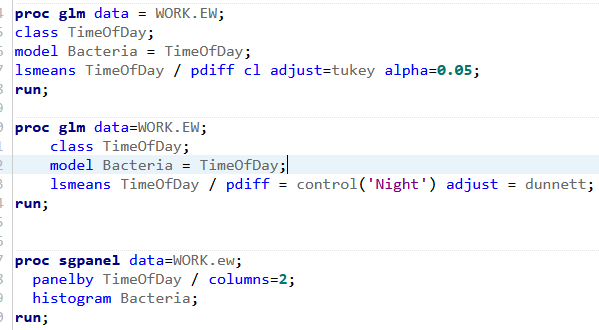 proc glm data = WORK.EW;
class TimeOfDay;
model Bacteria = TimeOfDay;
lsmeans TimeOfDay / pdiff cl adjust=tukey alpha=0.05;
run;
proc glm data=WORK.EW;
class TimeOfDay;
model Bacteria = TimeOfDay;
lsmeans TimeOfDay / pdiff = control('Night') adjust = dunnett;
run;
proc sgpanel data=WORK.ew;
panelby TimeOfDay / columns=2;
histogram Bacteria;
run;